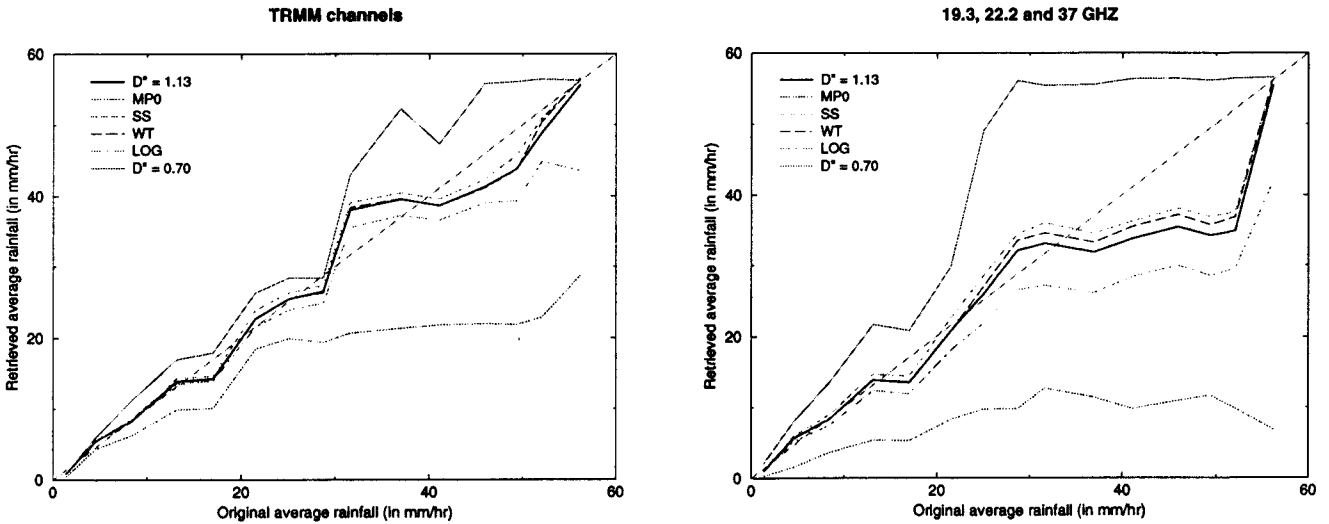 TRMM channels
60
40
20
0
Retrieved average rainfall (in mm/hr)
D" = 1.13
MP0
SS
WT
LOG
D" = 0.70
0
20
40
60
Original average rainfall (in mm/hr)
19.3, 22.2 and 37 GHZ
60
40
20
0
Retrieved average rainfall (in mm/hr)
D" = 1.13
MP0
SS
WT
LOG
D" = 0.70
0
20
40
60
Original average rainfall (in mm/hr)